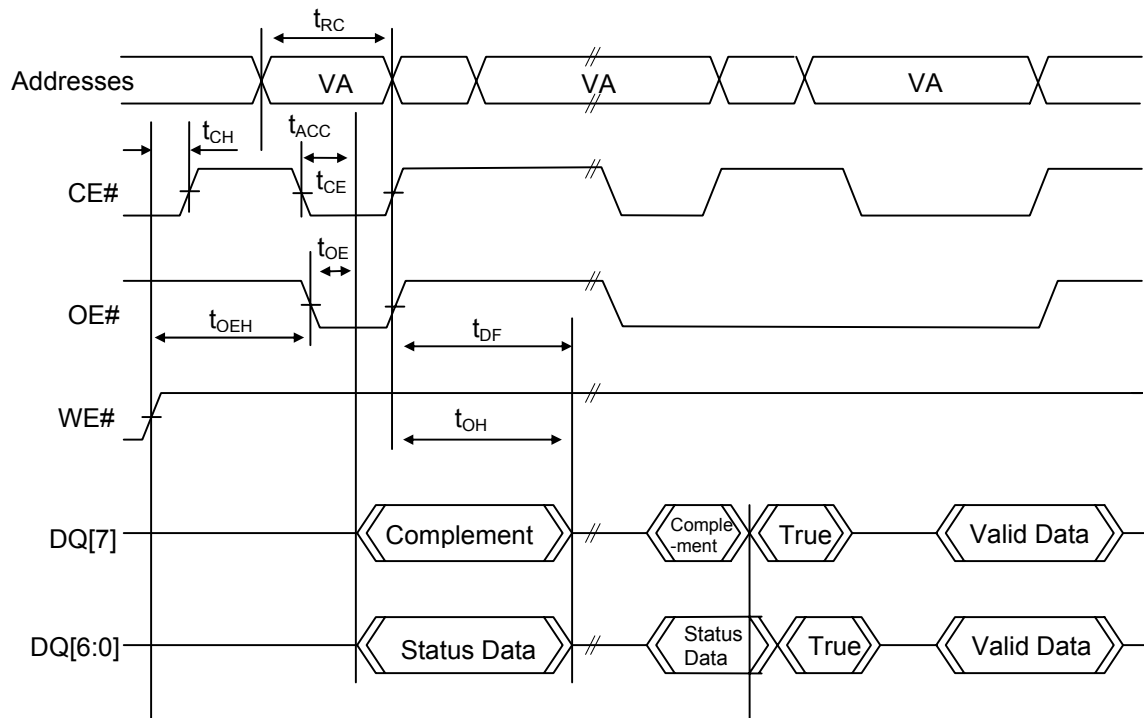 tRC
Addresses VA VA VA
tCH tACC
CE# tCE
tOE
OE#
tOEH tDF
WE#
tOH
DQ[7] Complement Comple
-ment True Valid Data
DQ[6:0] Status Data Status
Data True Valid Data